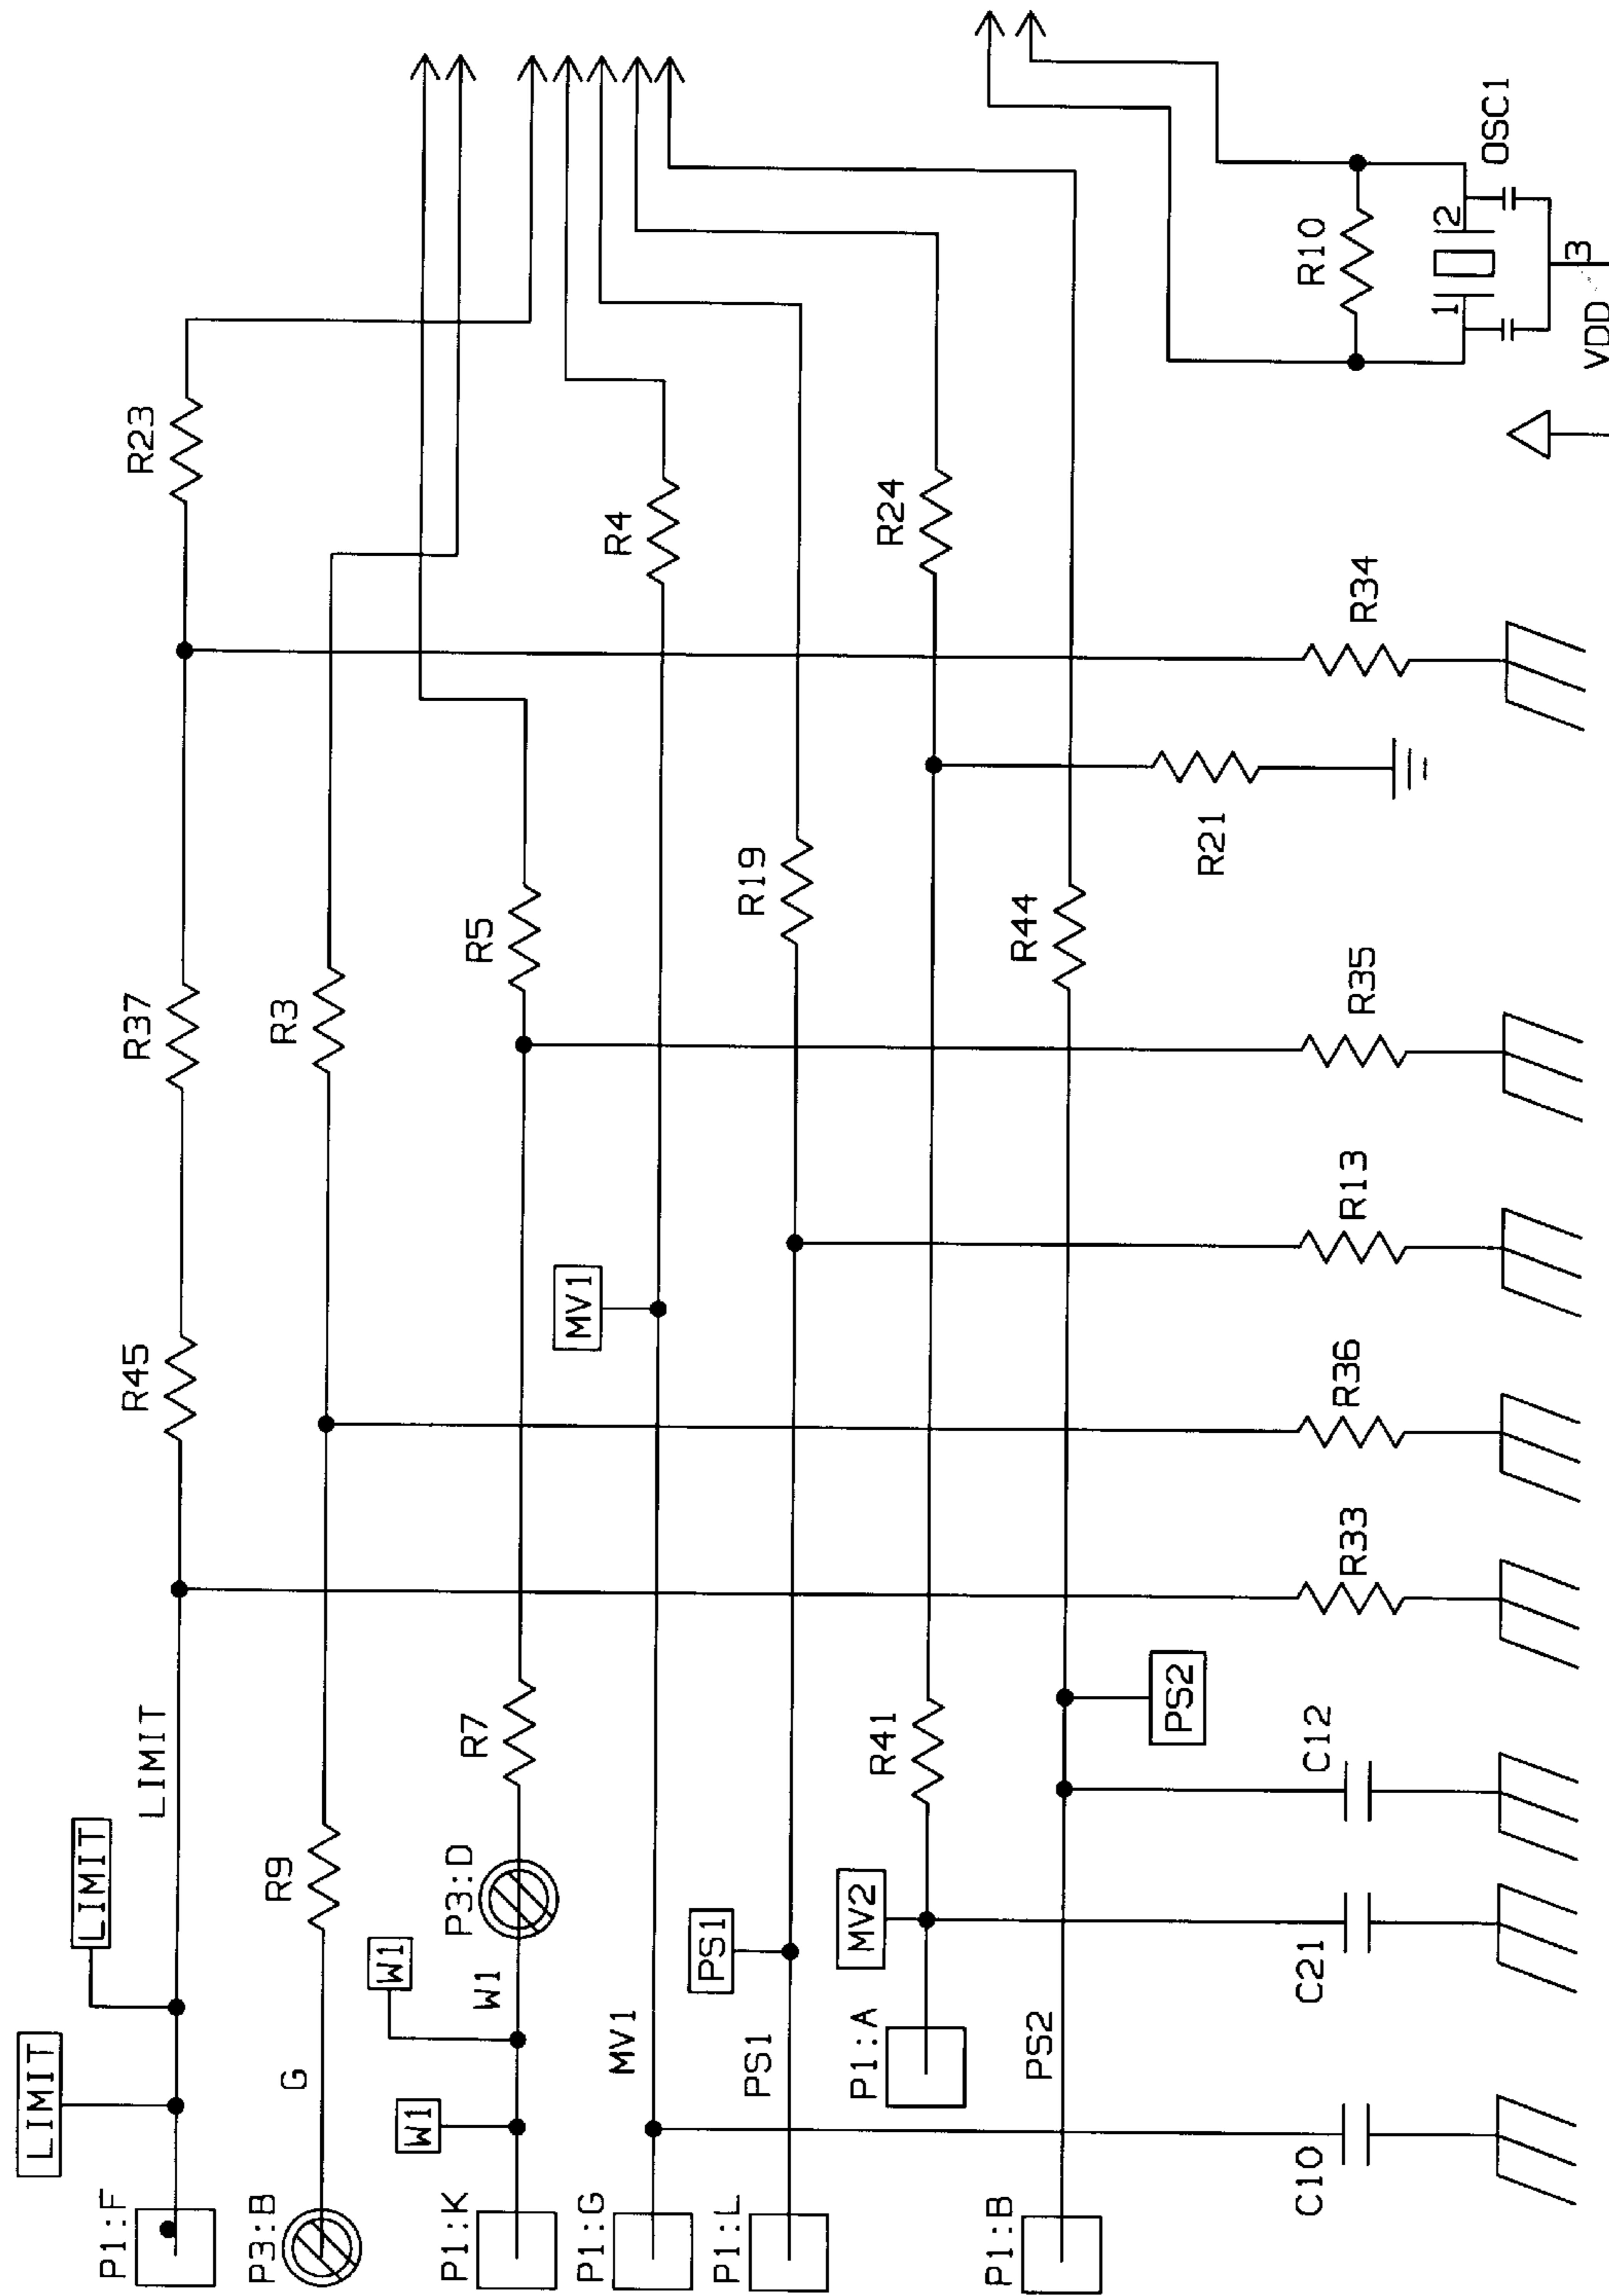 LIMIT
LIMIT
P1:F
LIMIT
R45
R37
R23
P3:B
G
R9
R3
W1
W1
P1:K
W1
P3:D
R7
R5
MV1
P1:G
MV1
R4
PS1
P1:L
PS1
R19
MV2
P1:A
R41
R24
P1:B
PS2
R44
PS2
R21
R10
C10
C21
C12
R33
R36
R13
R35
R34
1
2
OSC1
3
VDD